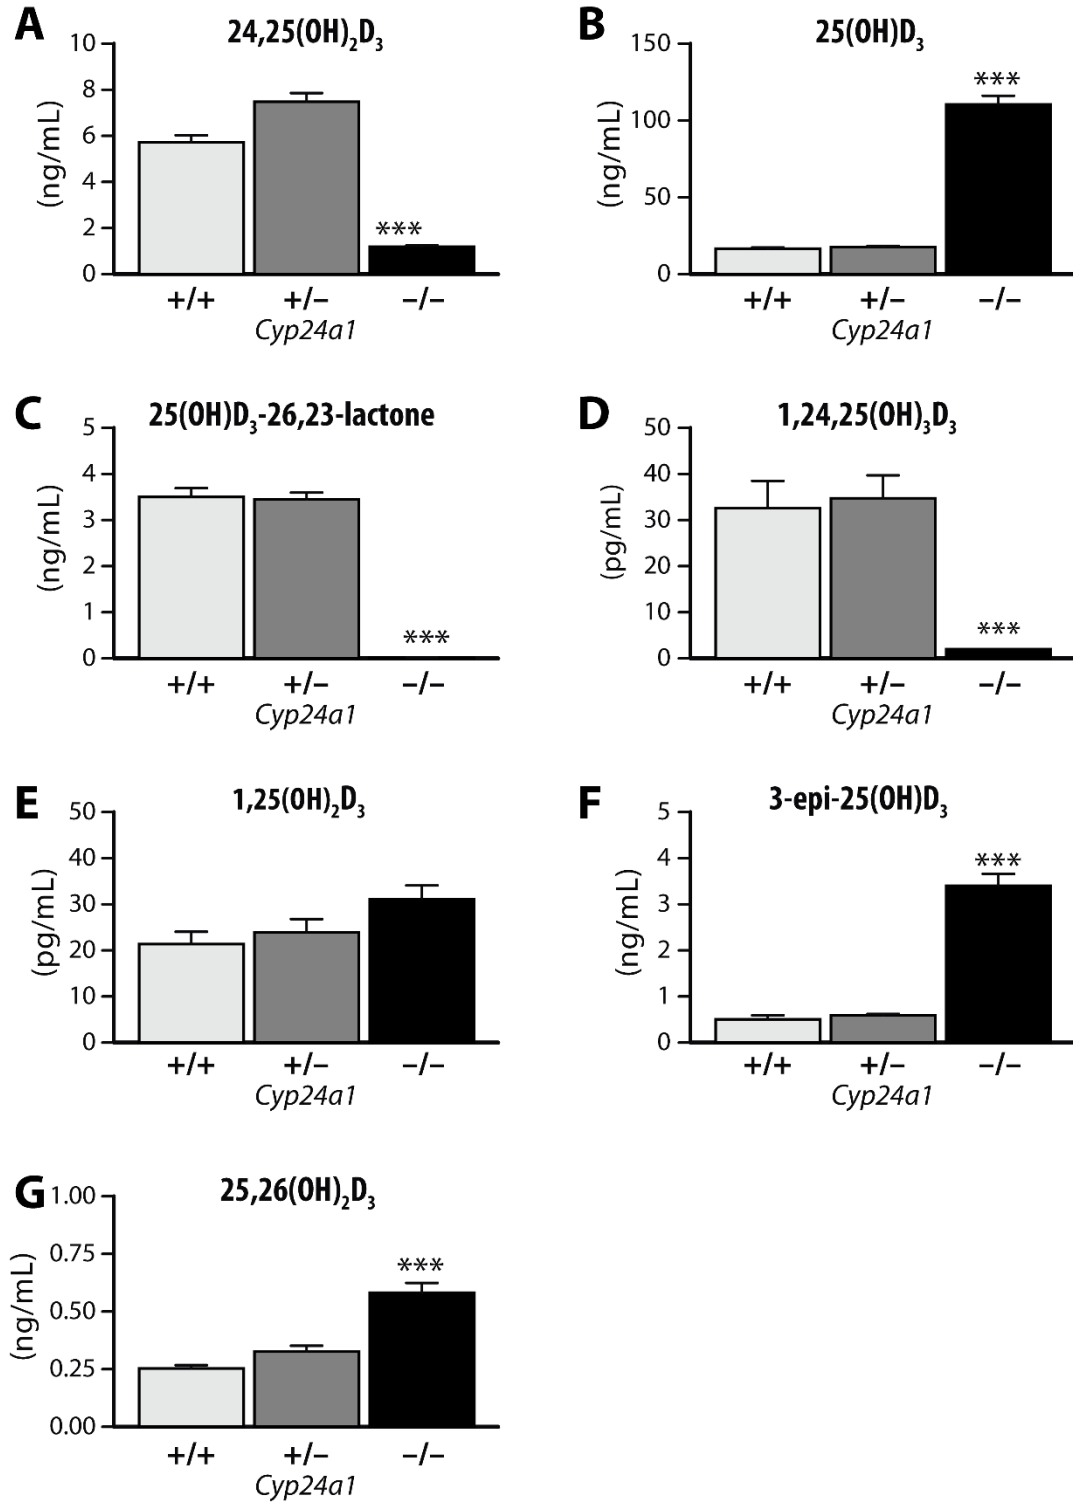 A
24,25(OH)₂D₃
10
8
6
4
2
0
(ng/mL)
***
+/+ +/– –/–
Cyp24a1
B
25(OH)D₃
150
100
50
0
(ng/mL)
***
+/+ +/– –/–
Cyp24a1
C
25(OH)D₃-26,23-lactone
5
4
3
2
1
0
(ng/mL)
***
+/+ +/– –/–
Cyp24a1
D
1,24,25(OH)₃D₃
50
40
30
20
10
0
(pg/mL)
***
+/+ +/– –/–
Cyp24a1
E
1,25(OH)₂D₃
50
40
30
20
10
0
(pg/mL)
+/+ +/– –/–
Cyp24a1
F
3-epi-25(OH)D₃
5
4
3
2
1
0
(ng/mL)
***
+/+ +/– –/–
Cyp24a1
G
25,26(OH)₂D₃
1.00
0.75
0.50
0.25
0.00
(ng/mL)
***
+/+ +/– –/–
Cyp24a1